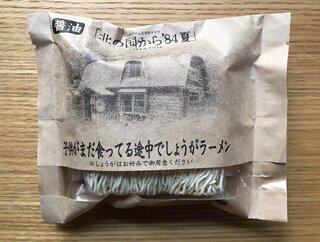 醤油
「北の国から'84夏」
子供がまだ食ってる途中でしょうがラーメン
※しょうがはお好みで御用意ください